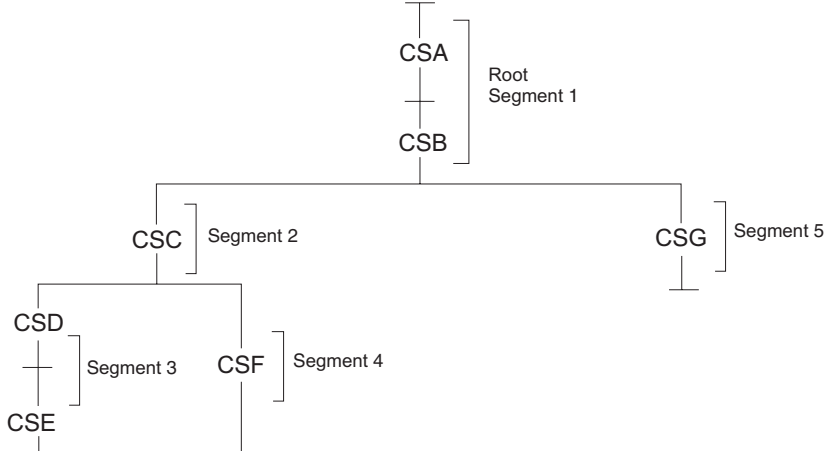 CSA
Root
Segment 1
CSB
CSC
Segment 2
CSG
Segment 5
CSD
Segment 3
CSF
Segment 4
CSE